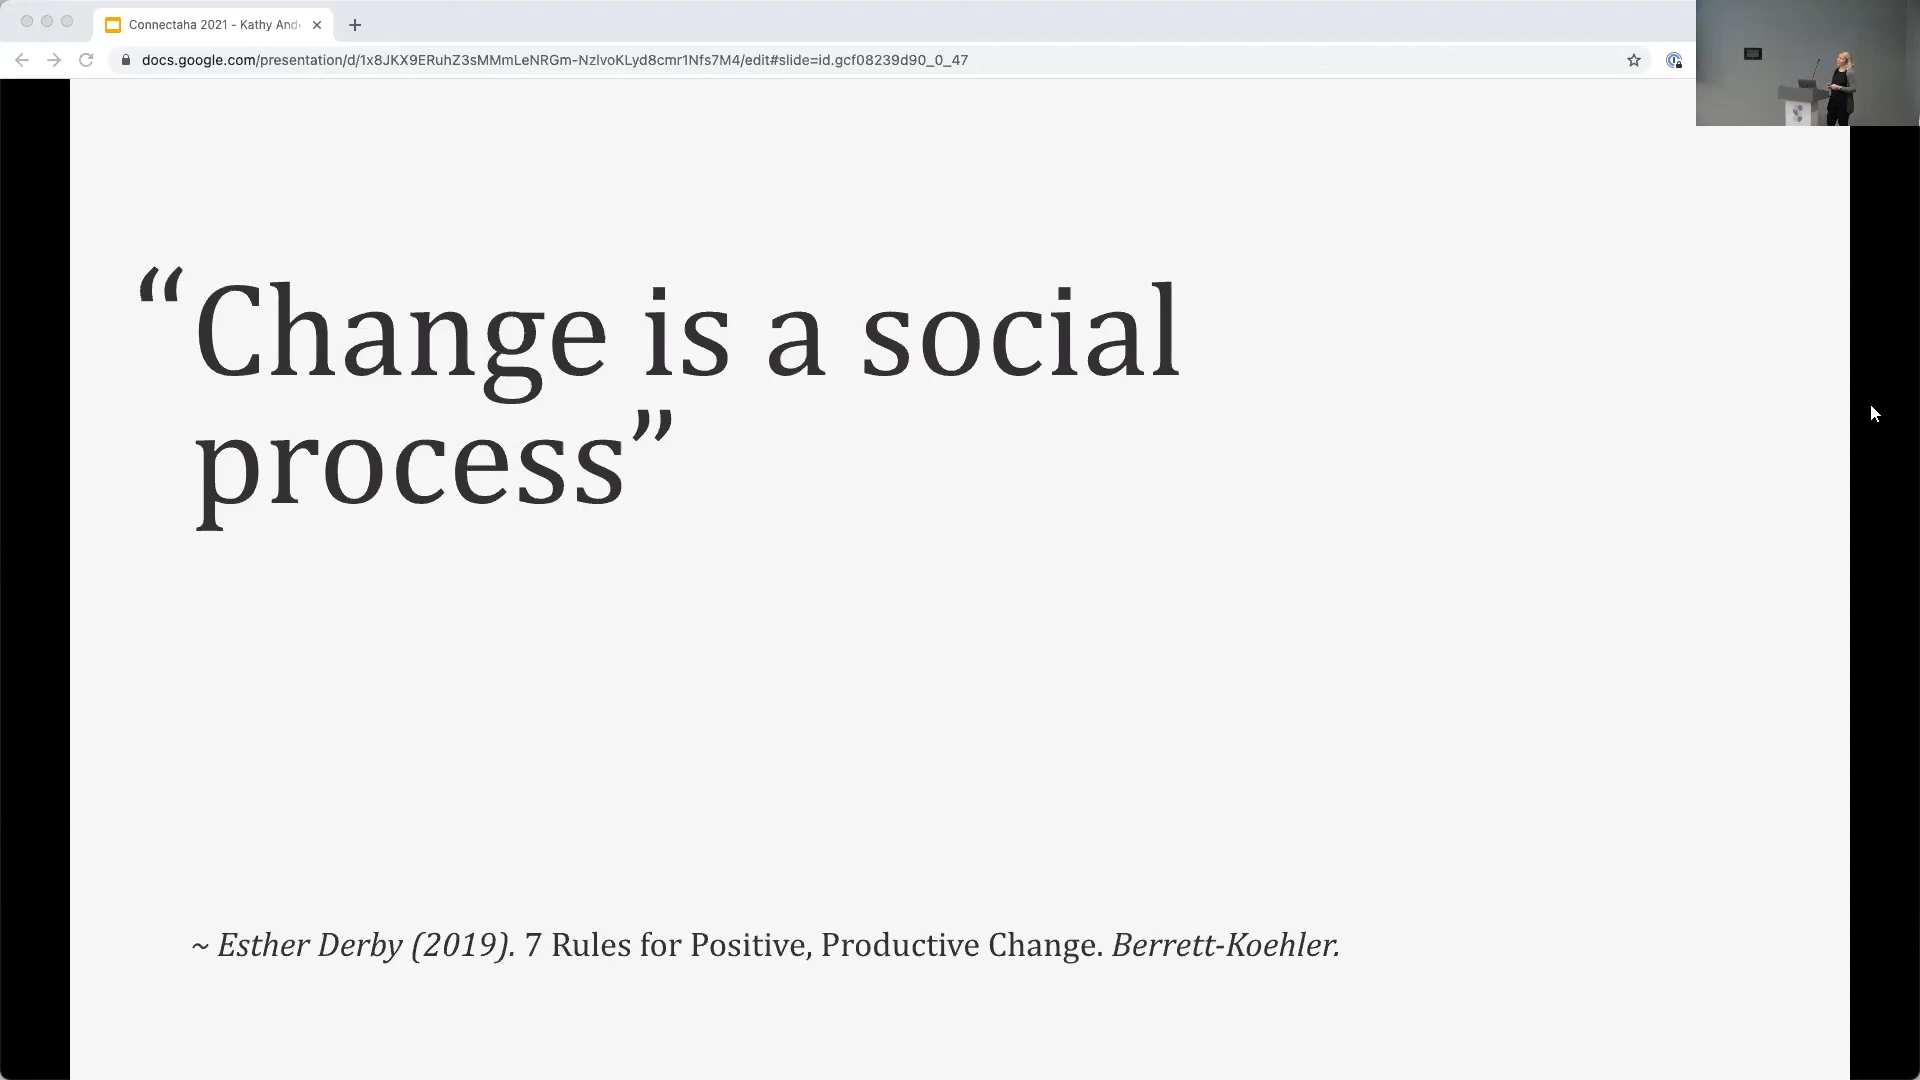 Connectaha 2021 - Kathy And
docs.google.com/presentation/d/1x8JKX9ERuhZ3sMMmLeNRGm-NzlvoKLyd8cmr1Nfs7M4/edit#slide=id.gcf08239d90_0_47
“Change is a social
process”
~ Esther Derby (2019). 7 Rules for Positive, Productive Change. Berrett-Koehler.